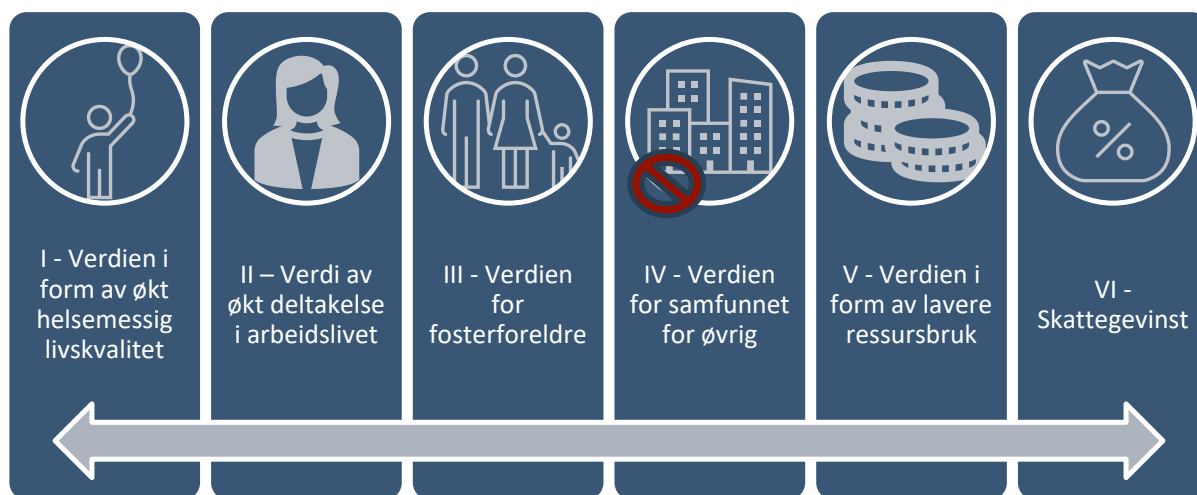 I - Verdien i
form av økt
helsemessig
livskvalitet
II – Verdi av
økt deltakelse
i arbeidslivet
III - Verdien
for
fosterforeldre
IV - Verdien
for samfunnet
for øvrig
V - Verdien i
form av lavere
ressursbruk
VI -
Skattegevinst
%